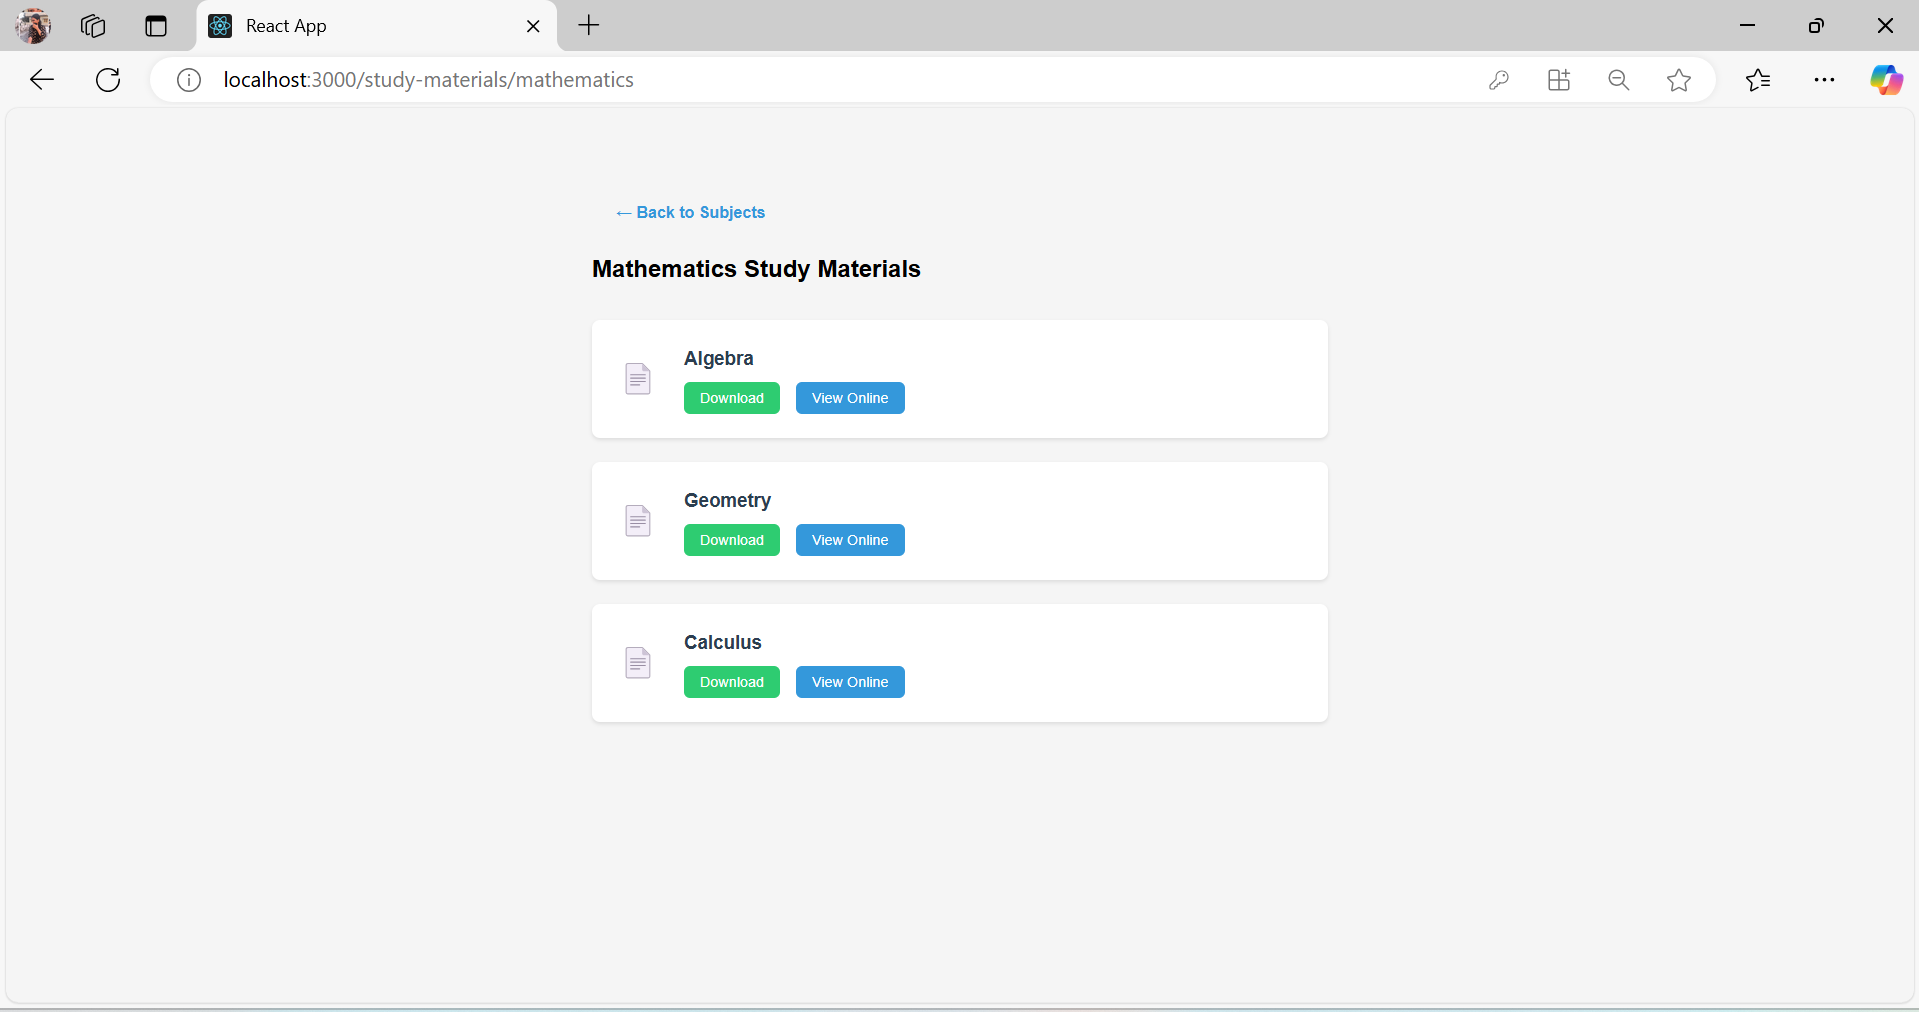 React App
localhost:3000/study-materials/mathematics
← Back to Subjects
Mathematics Study Materials
Algebra
Download View Online
Geometry
Download View Online
Calculus
Download View Online